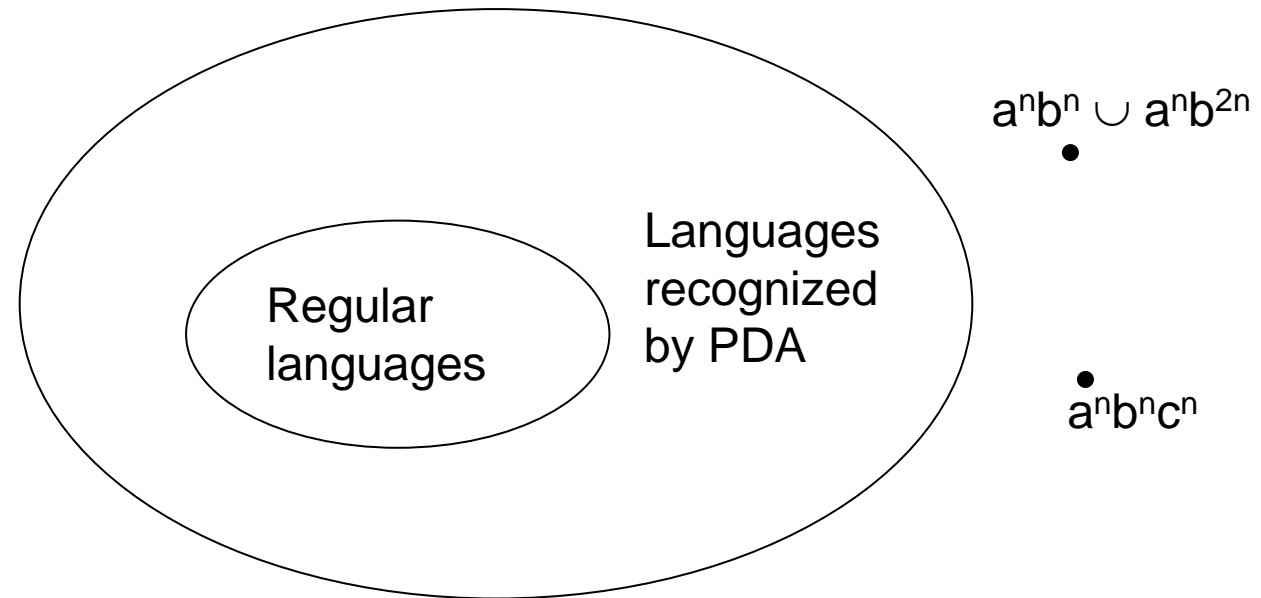 aⁿbⁿ ∪ aⁿb²ⁿ
Languages
recognized
by PDA
Regular
languages
aⁿbⁿcⁿ